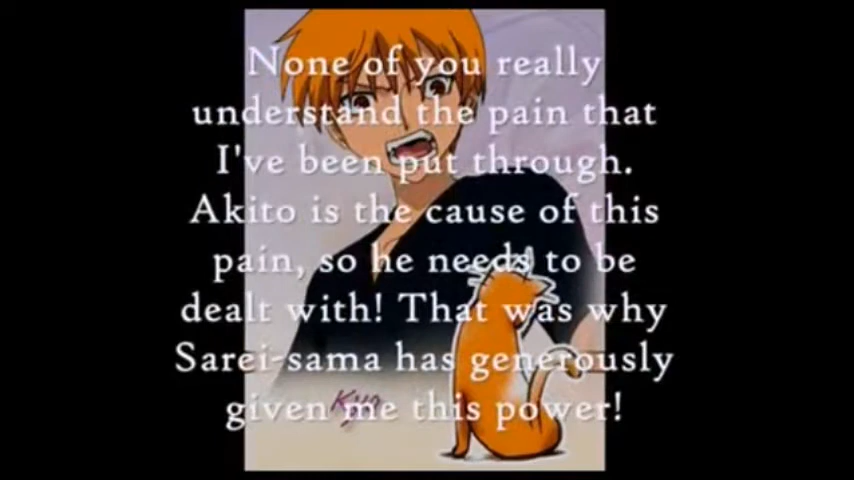 None of you really
understand the pain that
I've been put through.
Akito is the cause of this
pain, so he needs to be
dealt with! That was why
Sarei-sama has generously
given me this power!
Kyo